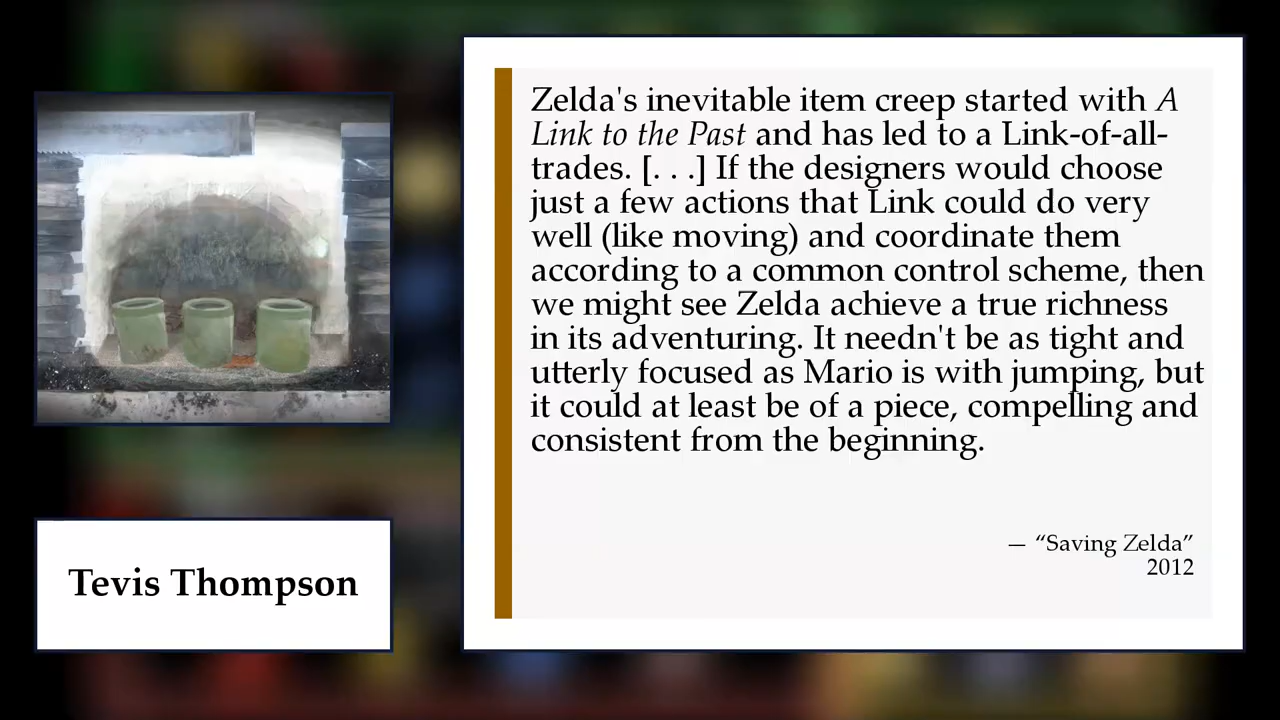 Zelda's inevitable item creep started with A
Link to the Past and has led to a Link-of-all-
trades. [. . .] If the designers would choose
just a few actions that Link could do very
well (like moving) and coordinate them
according to a common control scheme, then
we might see Zelda achieve a true richness
in its adventuring. It needn't be as tight and
utterly focused as Mario is with jumping, but
it could at least be of a piece, compelling and
consistent from the beginning.
— “Saving Zelda”
2012
Tevis Thompson